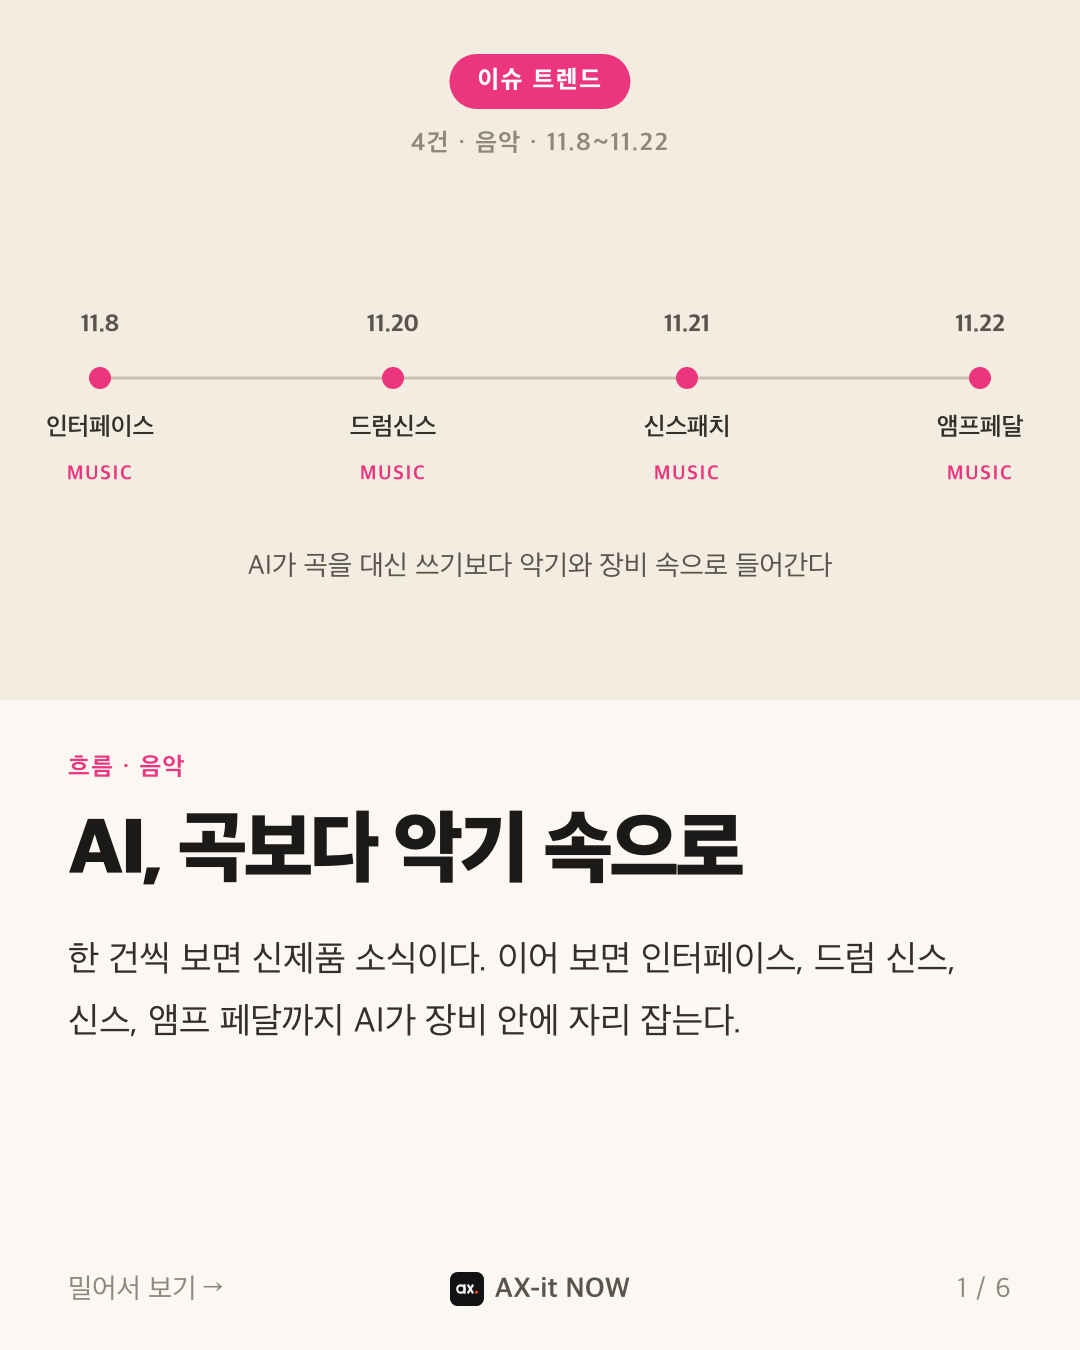 이슈 트렌드
4건 · 음악 · 11.8~11.22
11.8 11.20 11.21 11.22
인터페이스 드럼신스 신스패치 앰프페달
MUSIC MUSIC MUSIC MUSIC
AI가 곡을 대신 쓰기보다 악기와 장비 속으로 들어간다
흐름 · 음악
AI, 곡보다 악기 속으로
한 건씩 보면 신제품 소식이다. 이어 보면 인터페이스, 드럼 신스,
신스, 앰프 페달까지 AI가 장비 안에 자리 잡는다.
밀어서 보기 → ax. AX-it NOW 1 / 6